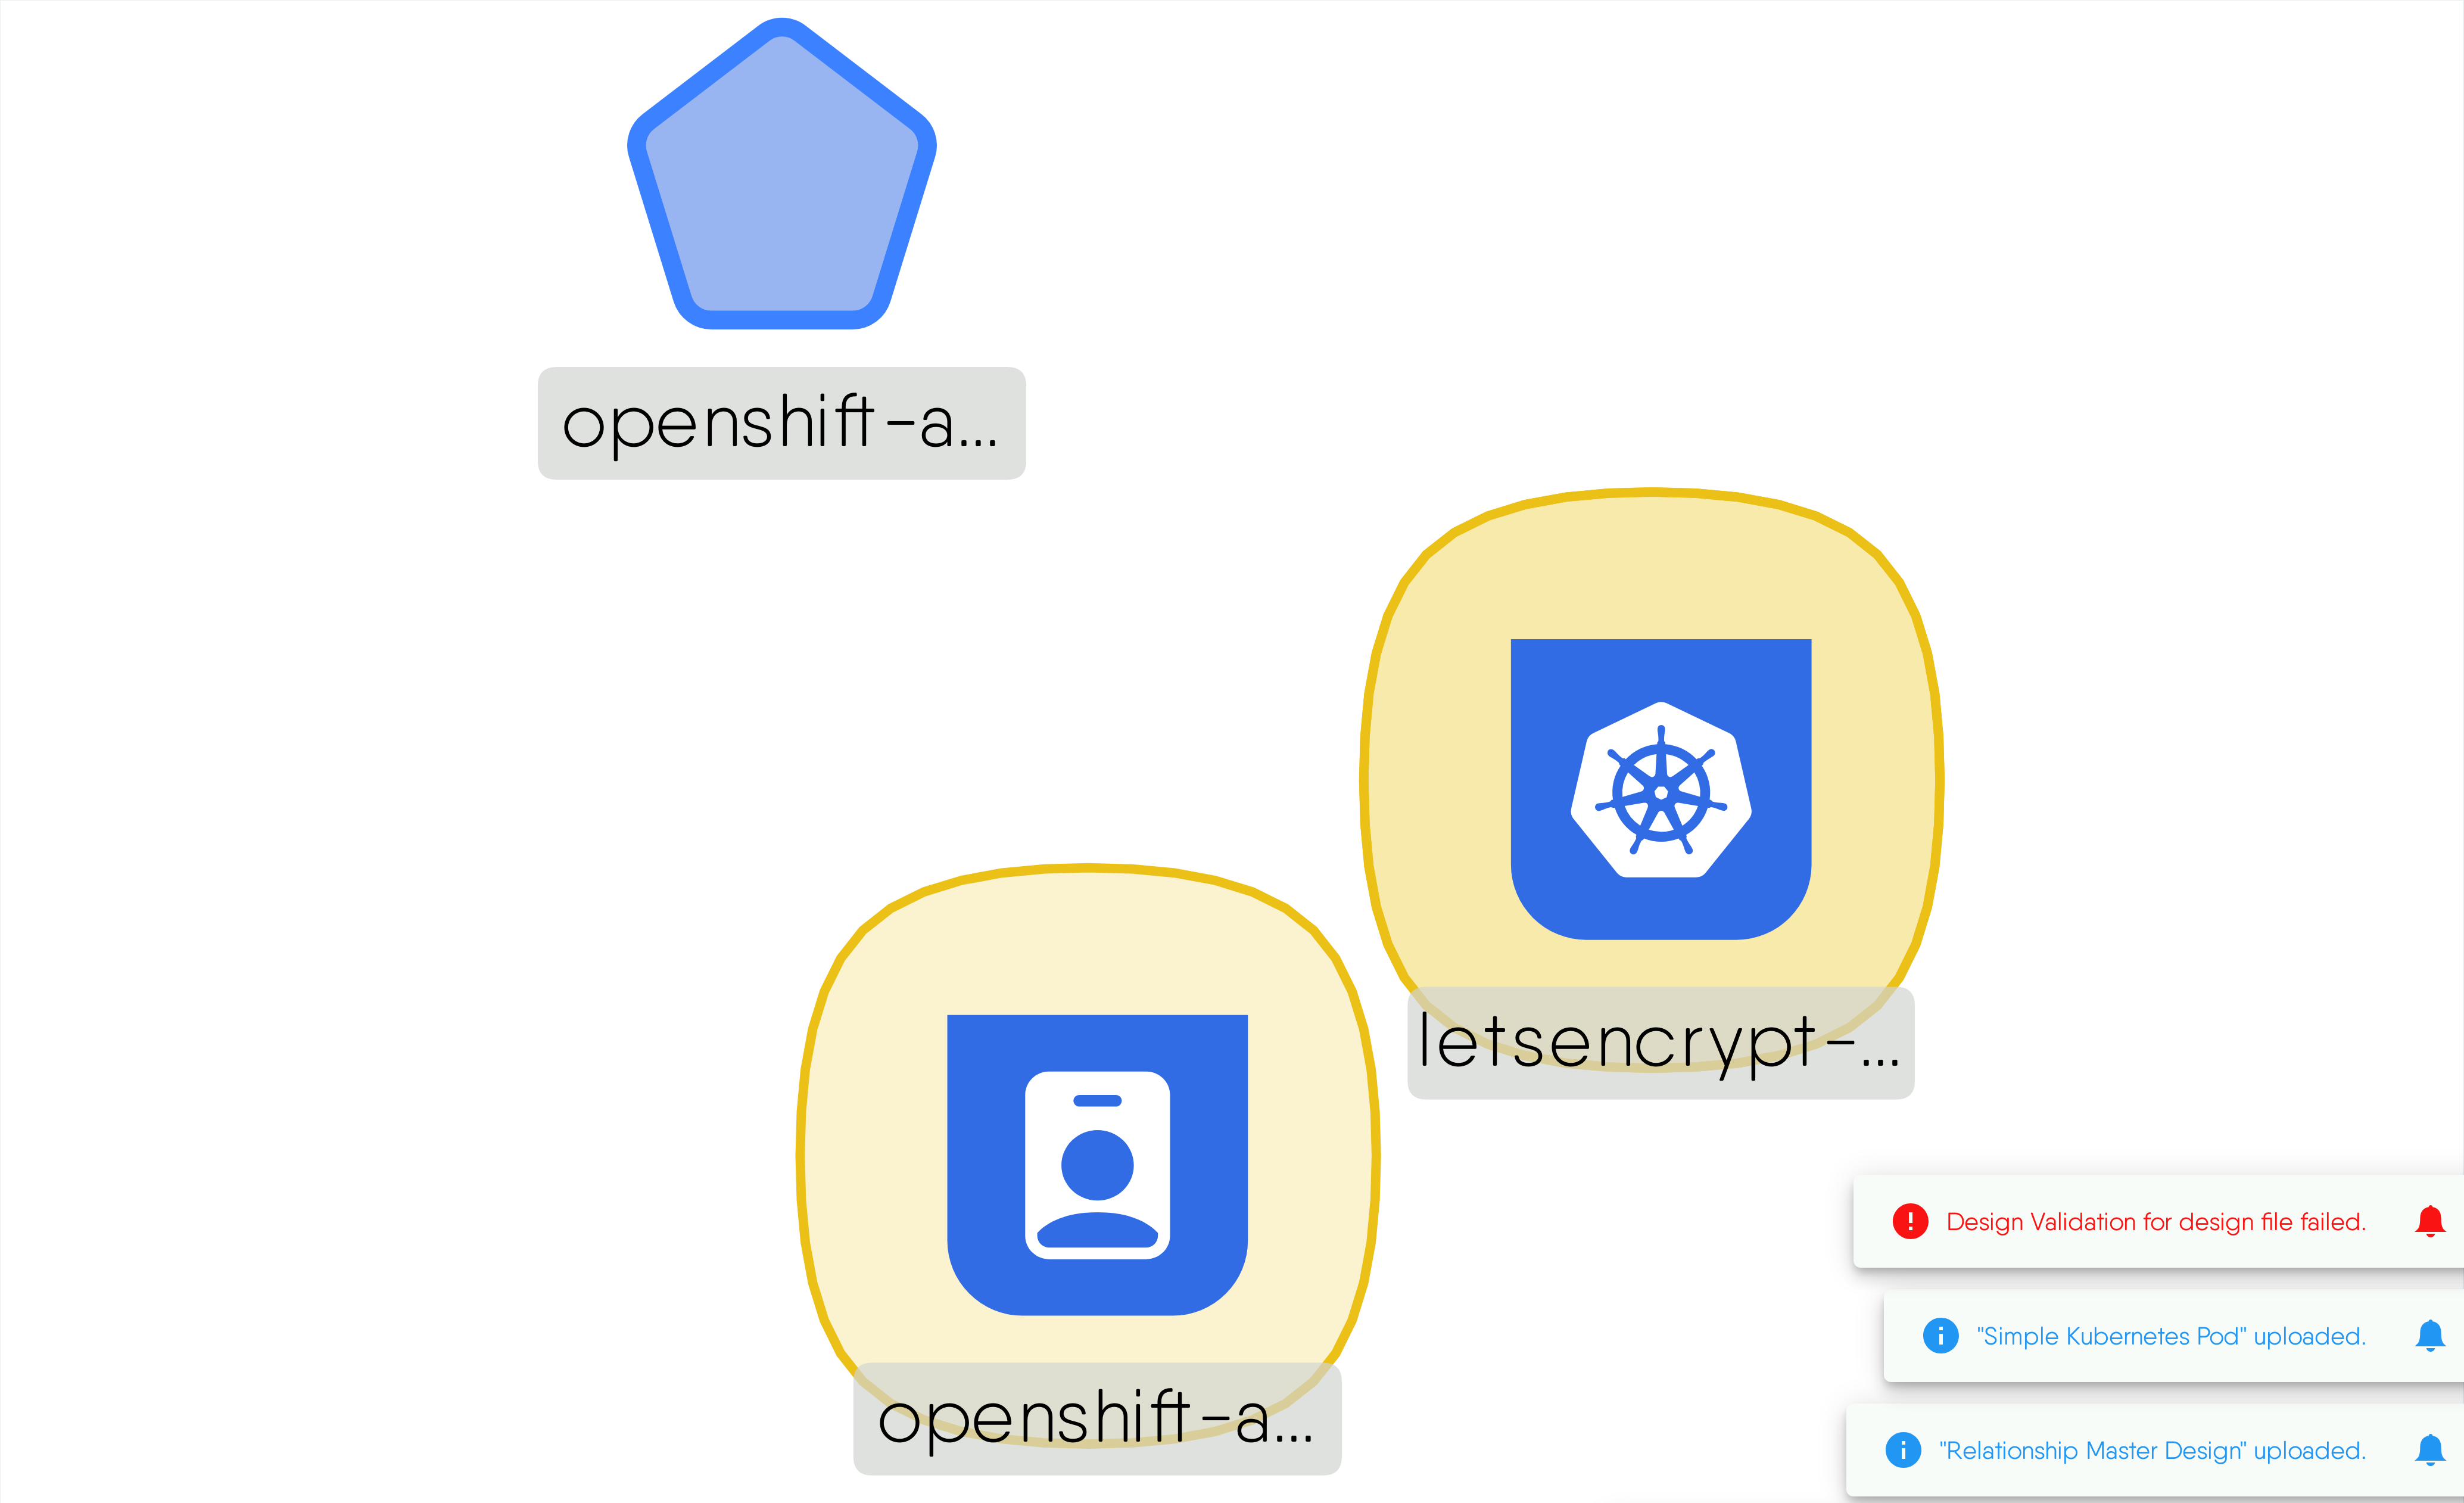 openshift-a...
letsencrypt-...
openshift-a...
Design Validation for design file failed.
"Simple Kubernetes Pod" uploaded.
"Relationship Master Design" uploaded.